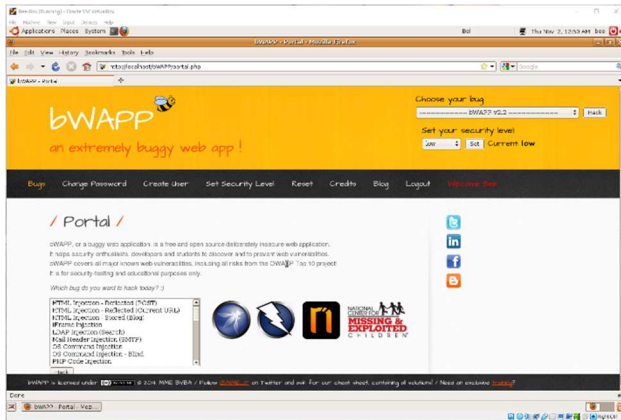 Bee-Box [Running] - Oracle VM VirtualBox
File Machine View Input Devices Help
Applications Places System
Thu Nov 2, 12:50 AM bee
bWAPP - Portal - Mozilla Firefox
File Edit View History Bookmarks Tools Help
http://localhost/bWAPP/portal.php
Google
bWAPP - Portal
Choose your bug
bWAPP v2.2
Hack
bWAPP
Set your security level
low
Set
Current low
an extremely buggy web app !
Bugs
Change Password
Create User
Set Security Level
Reset
Credits
Blog
Logout
Welcome Bee
/ Portal /
bWAPP, or a buggy web application, is a free and open source deliberately insecure web application.
It helps security enthusiasts, developers and students to discover and to prevent web vulnerabilities.
bWAPP covers all major known web vulnerabilities, including all risks from the OWASP Top 10 project!
It is for security-testing and educational purposes only.
Which bug do you want to hack today? :)
HTML Injection - Reflected (POST)
HTML Injection - Reflected (Current URL)
HTML Injection - Stored (Blog)
iFrame Injection
LDAP Injection (Search)
Mail Header Injection (SMTP)
OS Command Injection
OS Command Injection - Blind
PHP Code Injection
Hack
NATIONAL
CENTER FOR
MISSING &
EXPLOITED
CHILDREN
bWAPP is licensed under © 2014 MME BVBA / Follow on Twitter and ask for our cheat sheet, containing all solutions! / Need an exclusive training?
Done
bWAPP - Portal - Moz...
Right Ctrl